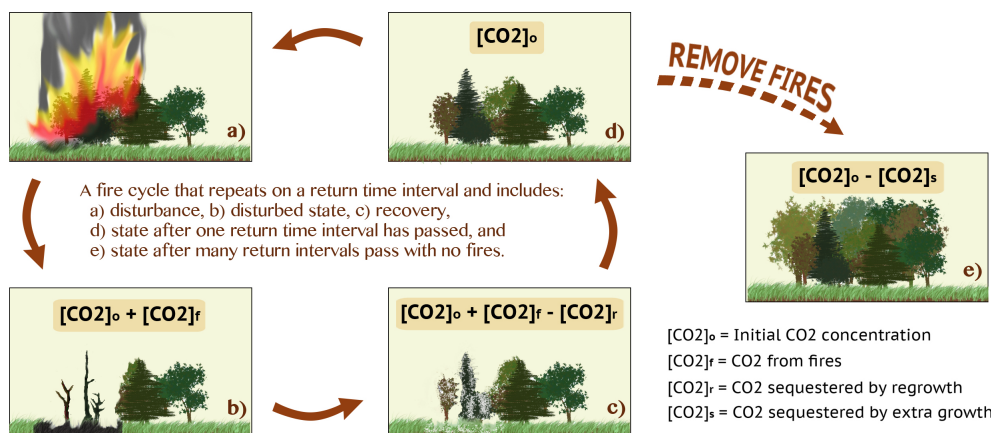 [CO2]o
a)
d)
REMOVE FIRES
[CO2]o - [CO2]s
e)
A fire cycle that repeats on a return time interval and includes:
a) disturbance, b) disturbed state, c) recovery,
d) state after one return time interval has passed, and
e) state after many return intervals pass with no fires.
[CO2]o + [CO2]f
b)
[CO2]o + [CO2]f - [CO2]r
c)
[CO2]o = Initial CO2 concentration
[CO2]f = CO2 from fires
[CO2]r = CO2 sequestered by regrowth
[CO2]s = CO2 sequestered by extra growth